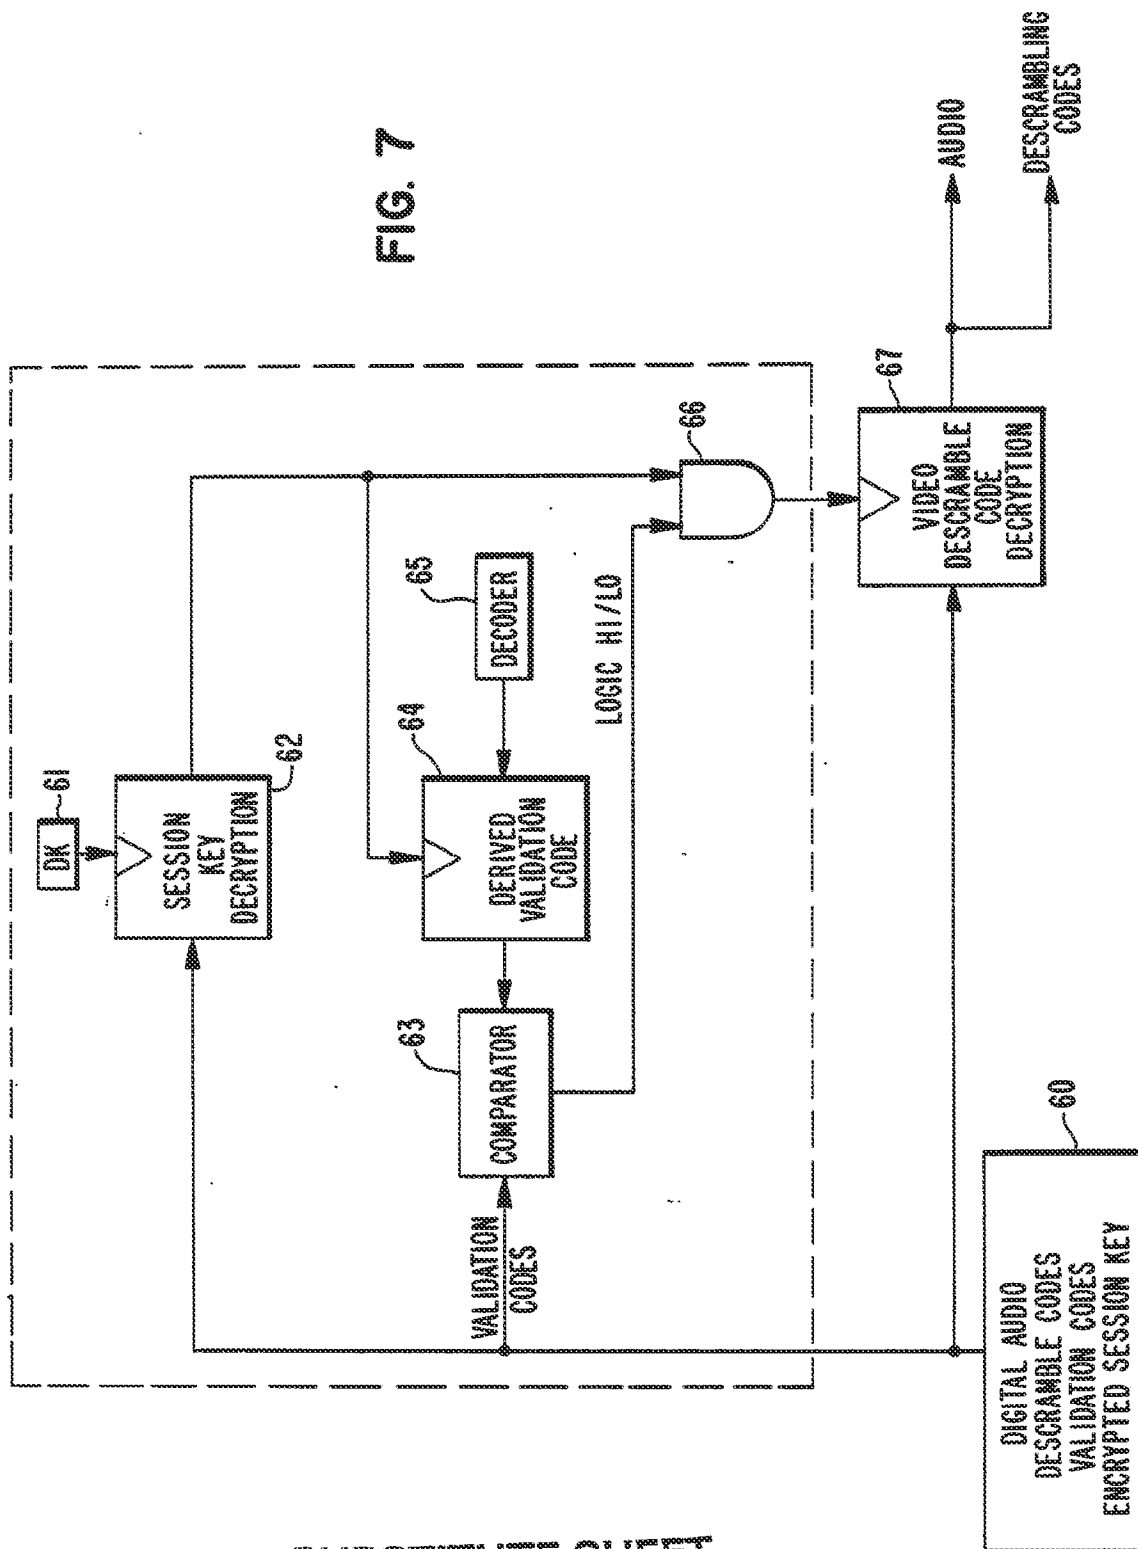 FIG. 7
DK
61
SESSION
KEY
DECRYPTION
62
VALIDATION
CODES
COMPARATOR
63
DERIVED
VALIDATION
CODE
64
DECODER
65
LOGIC HI/LO
66
DIGITAL AUDIO
DESCRAMBLE CODES
VALIDATION CODES
ENCRYPTED SESSION KEY
60
VIDEO
DESCRAMBLE
CODE
DECRYPTION
67
AUDIO
DESCRAMBLING
CODES